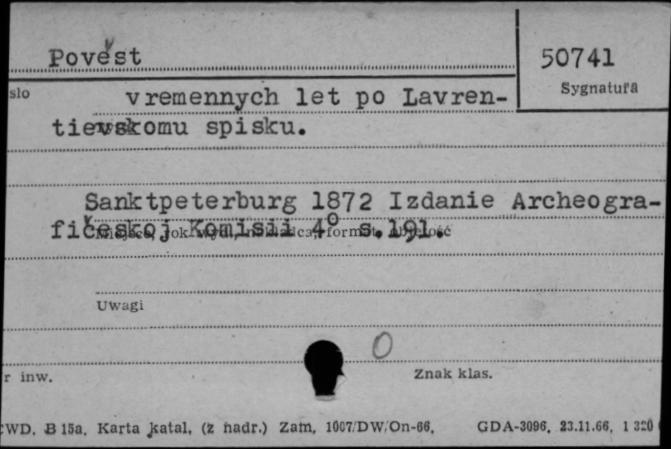 Povést
50741
Sygnatura
slo
vremennych let po Lavren-
tievskomu spisku.
Sanktpeterburg 1872 Izdanie Archeogra-
fičeskoj Komisii 4° s.191.
Uwagi
0
r inw.
Znak klas.
CWD. B 15a. Karta katal. (z nadr.) Zam. 1007/DW/On-66. GDA-3096. 23.11.66. 1 320